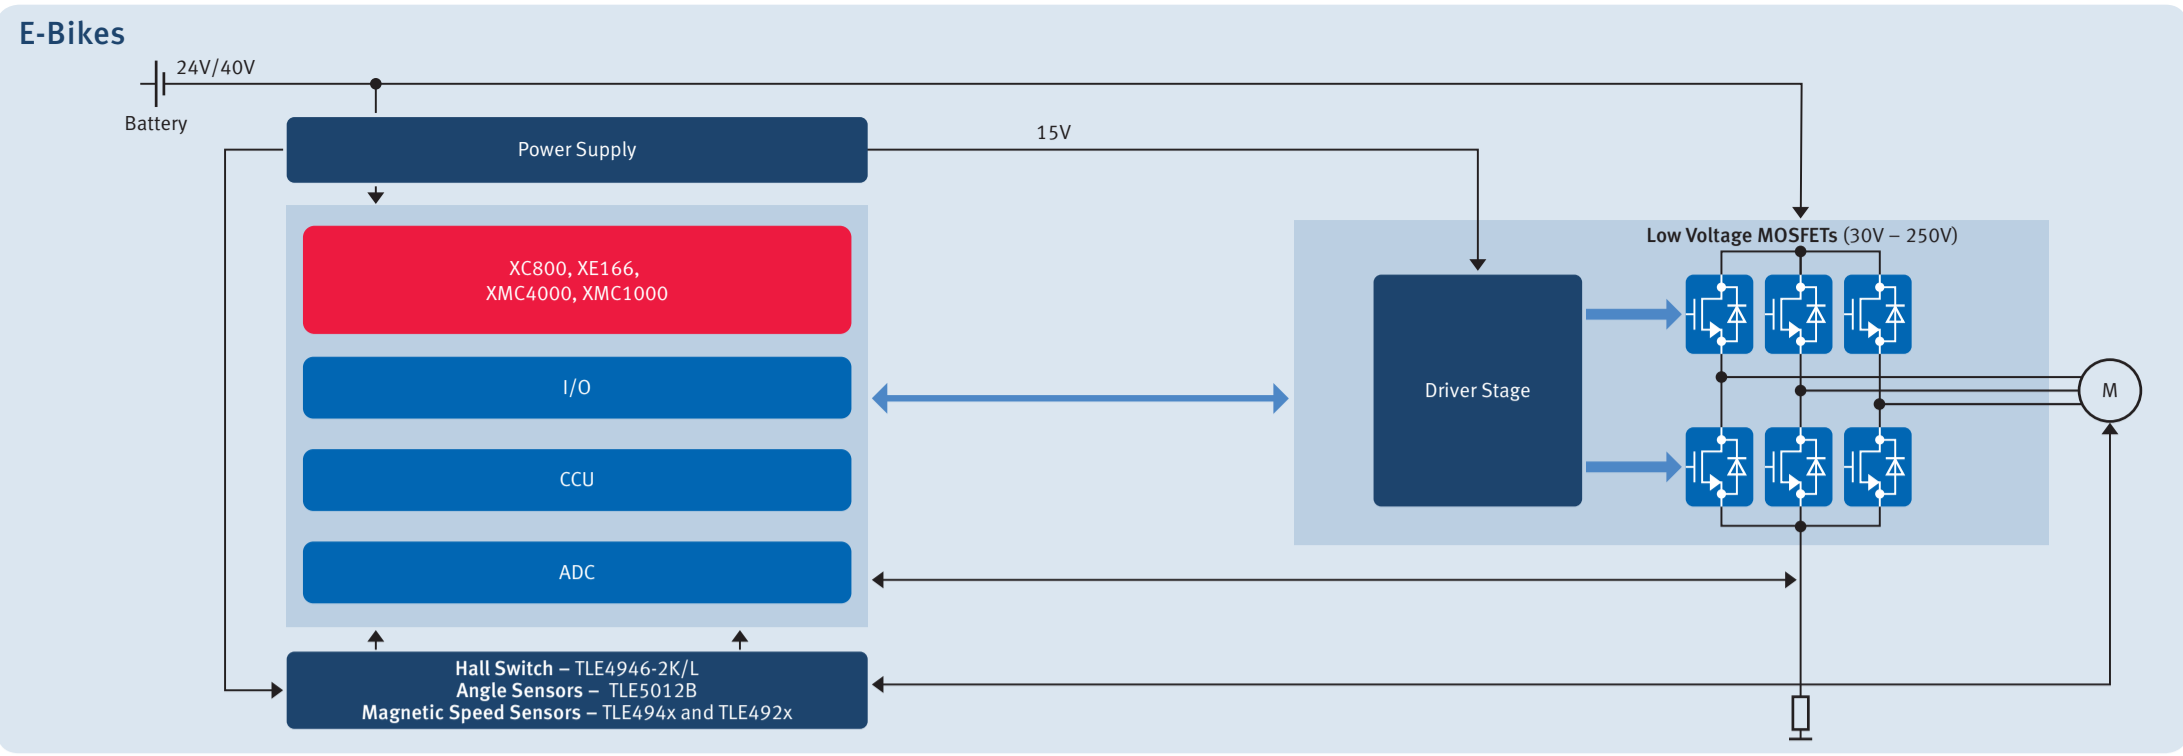 E-Bikes
24V/40V
Battery
Power Supply
15V
XC800, XE166,
XMC4000, XMC1000
I/O
CCU
ADC
Hall Switch – TLE4946-2K/L
Angle Sensors – TLE5012B
Magnetic Speed Sensors – TLE494x and TLE492x
Low Voltage MOSFETs (30V – 250V)
Driver Stage
M